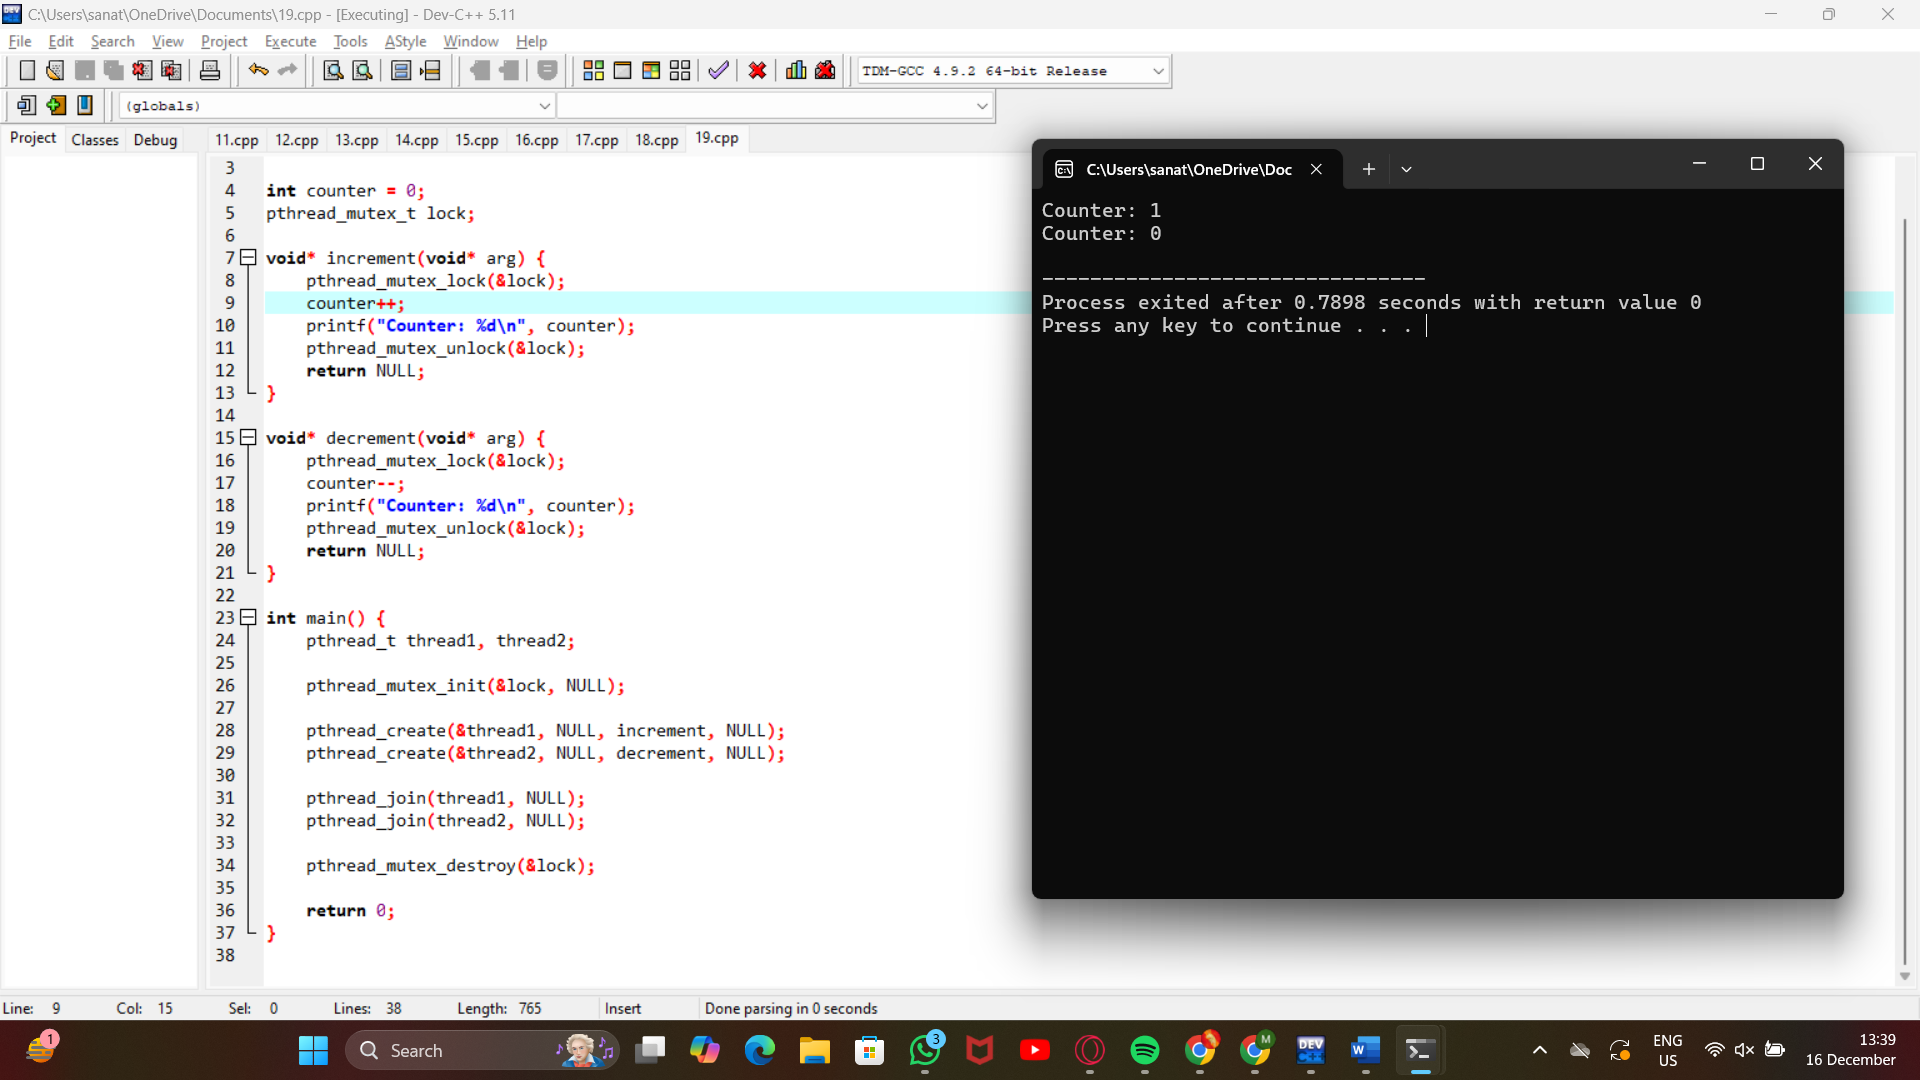 C:\Users\sanat\OneDrive\Documents\19.cpp - [Executing] - Dev-C++ 5.11
File Edit Search View Project Execute Tools AStyle Window Help
TDM-GCC 4.9.2 64-bit Release
(globals)
Project Classes Debug
11.cpp 12.cpp 13.cpp 14.cpp 15.cpp 16.cpp 17.cpp 18.cpp 19.cpp
3
4 int counter = 0;
5 pthread_mutex_t lock;
6
7 void* increment(void* arg) {
8 pthread_mutex_lock(&lock);
9 counter++;
10 printf("Counter: %d\n", counter);
11 pthread_mutex_unlock(&lock);
12 return NULL;
13 }
14
15 void* decrement(void* arg) {
16 pthread_mutex_lock(&lock);
17 counter--;
18 printf("Counter: %d\n", counter);
19 pthread_mutex_unlock(&lock);
20 return NULL;
21 }
22
23 int main() {
24 pthread_t thread1, thread2;
25
26 pthread_mutex_init(&lock, NULL);
27
28 pthread_create(&thread1, NULL, increment, NULL);
29 pthread_create(&thread2, NULL, decrement, NULL);
30
31 pthread_join(thread1, NULL);
32 pthread_join(thread2, NULL);
33
34 pthread_mutex_destroy(&lock);
35
36 return 0;
37 }
38
C:\Users\sanat\OneDrive\Doc
Counter: 1
Counter: 0
--------------------------------
Process exited after 0.7898 seconds with return value 0
Press any key to continue . . .
Line: 9 Col: 15 Sel: 0 Lines: 38 Length: 765 Insert Done parsing in 0 seconds
1
Search
3
M
DEV
W
ENG
US
13:39
16 December